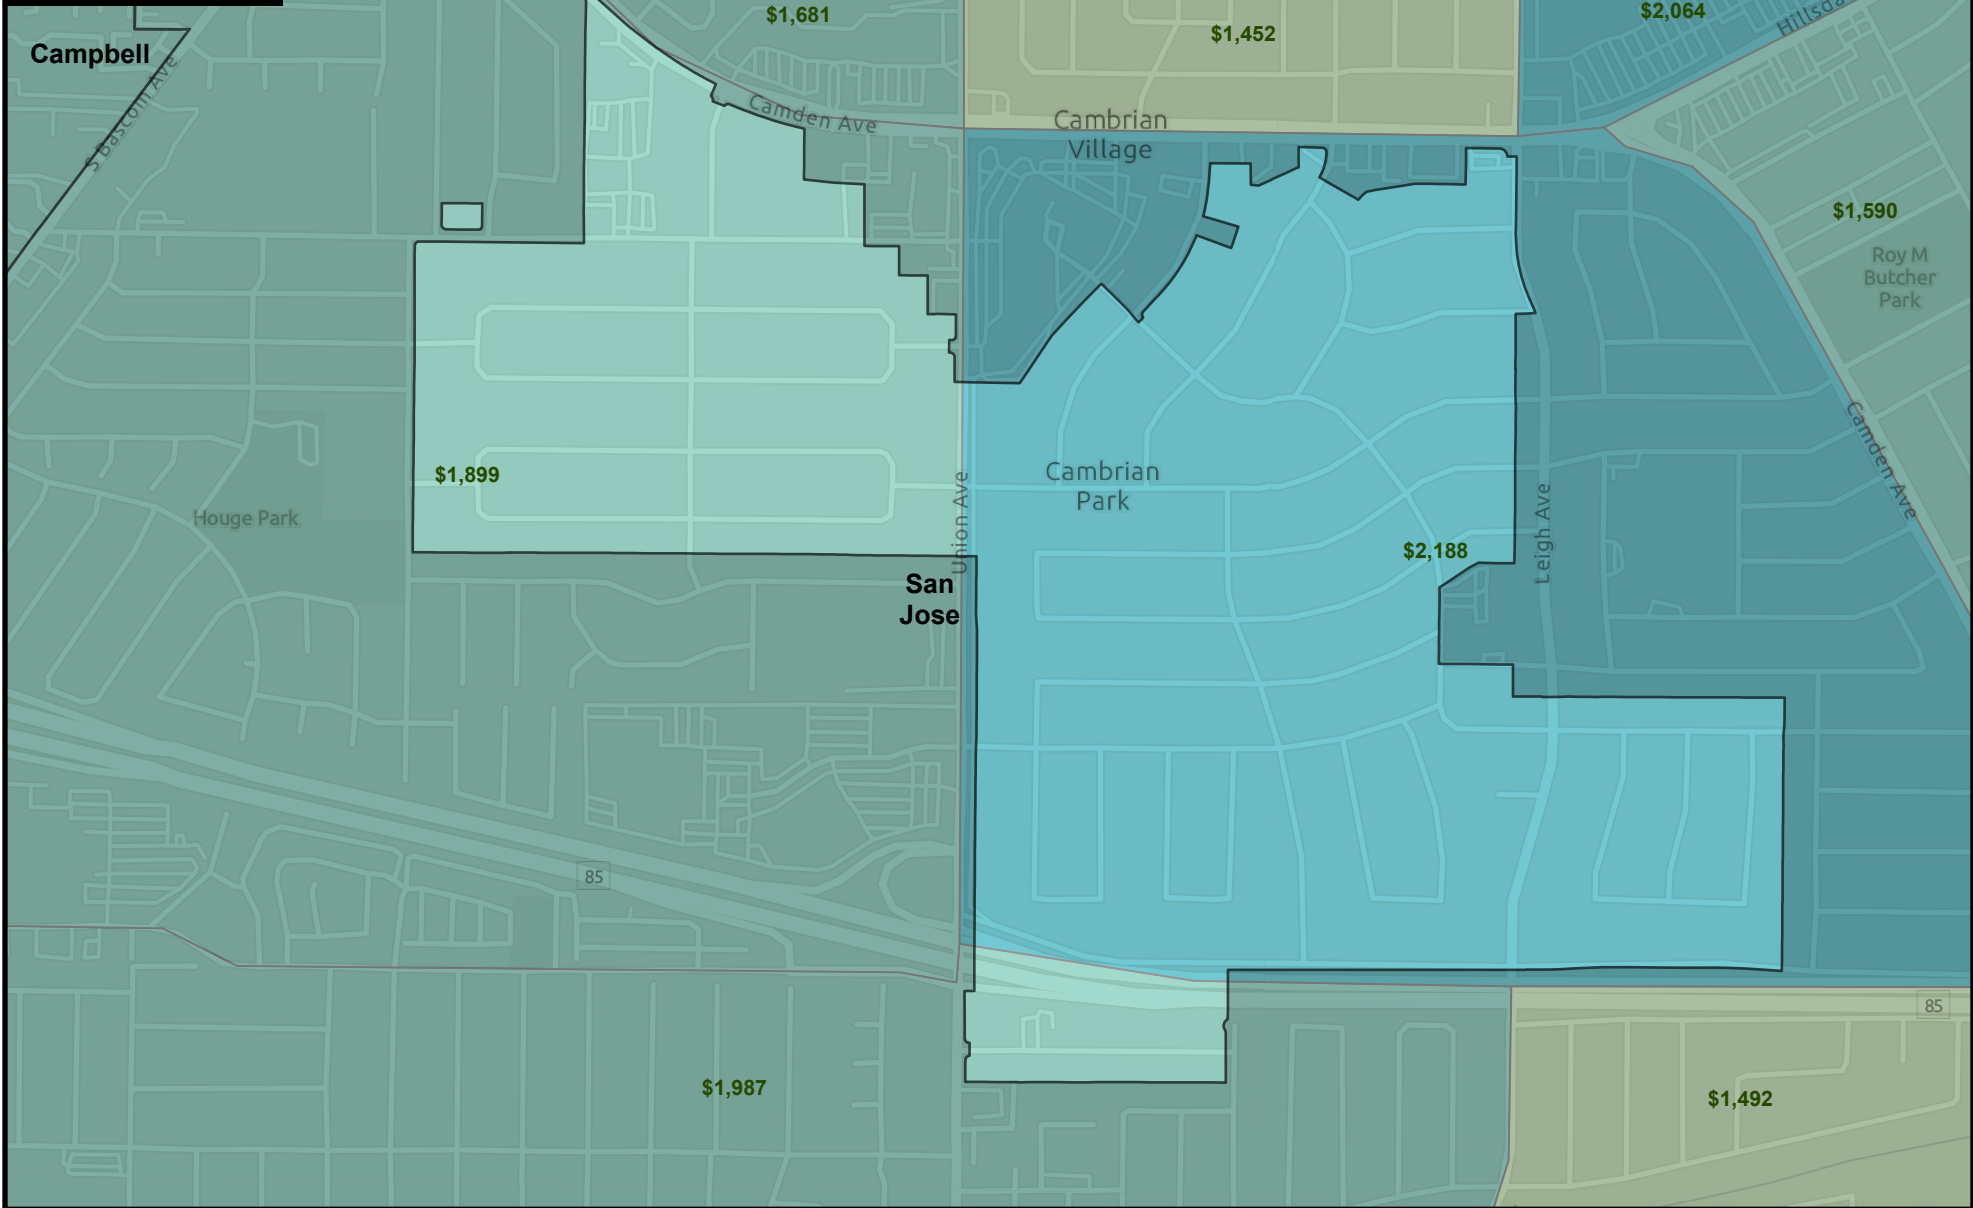 $1,681
$1,452
$2,064
Hillsda
Campbell
S Bascom Ave
Camden Ave
Cambrian
Village
$1,590
Roy M
Butcher
Park
Camden Ave
$1,899
Houge Park
Union Ave
Cambrian
Park
$2,188
Leigh Ave
San
Jose
85
85
$1,987
$1,492